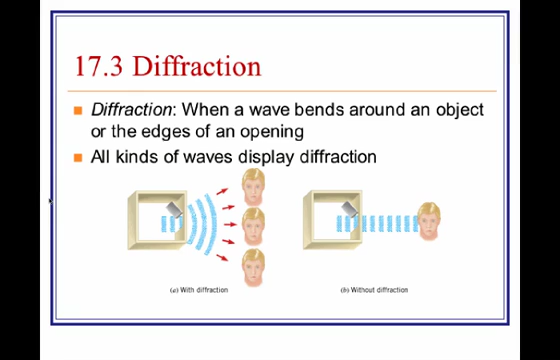 17.3 Diffraction
Diffraction: When a wave bends around an object
or the edges of an opening
All kinds of waves display diffraction
(a) With diffraction
(b) Without diffraction